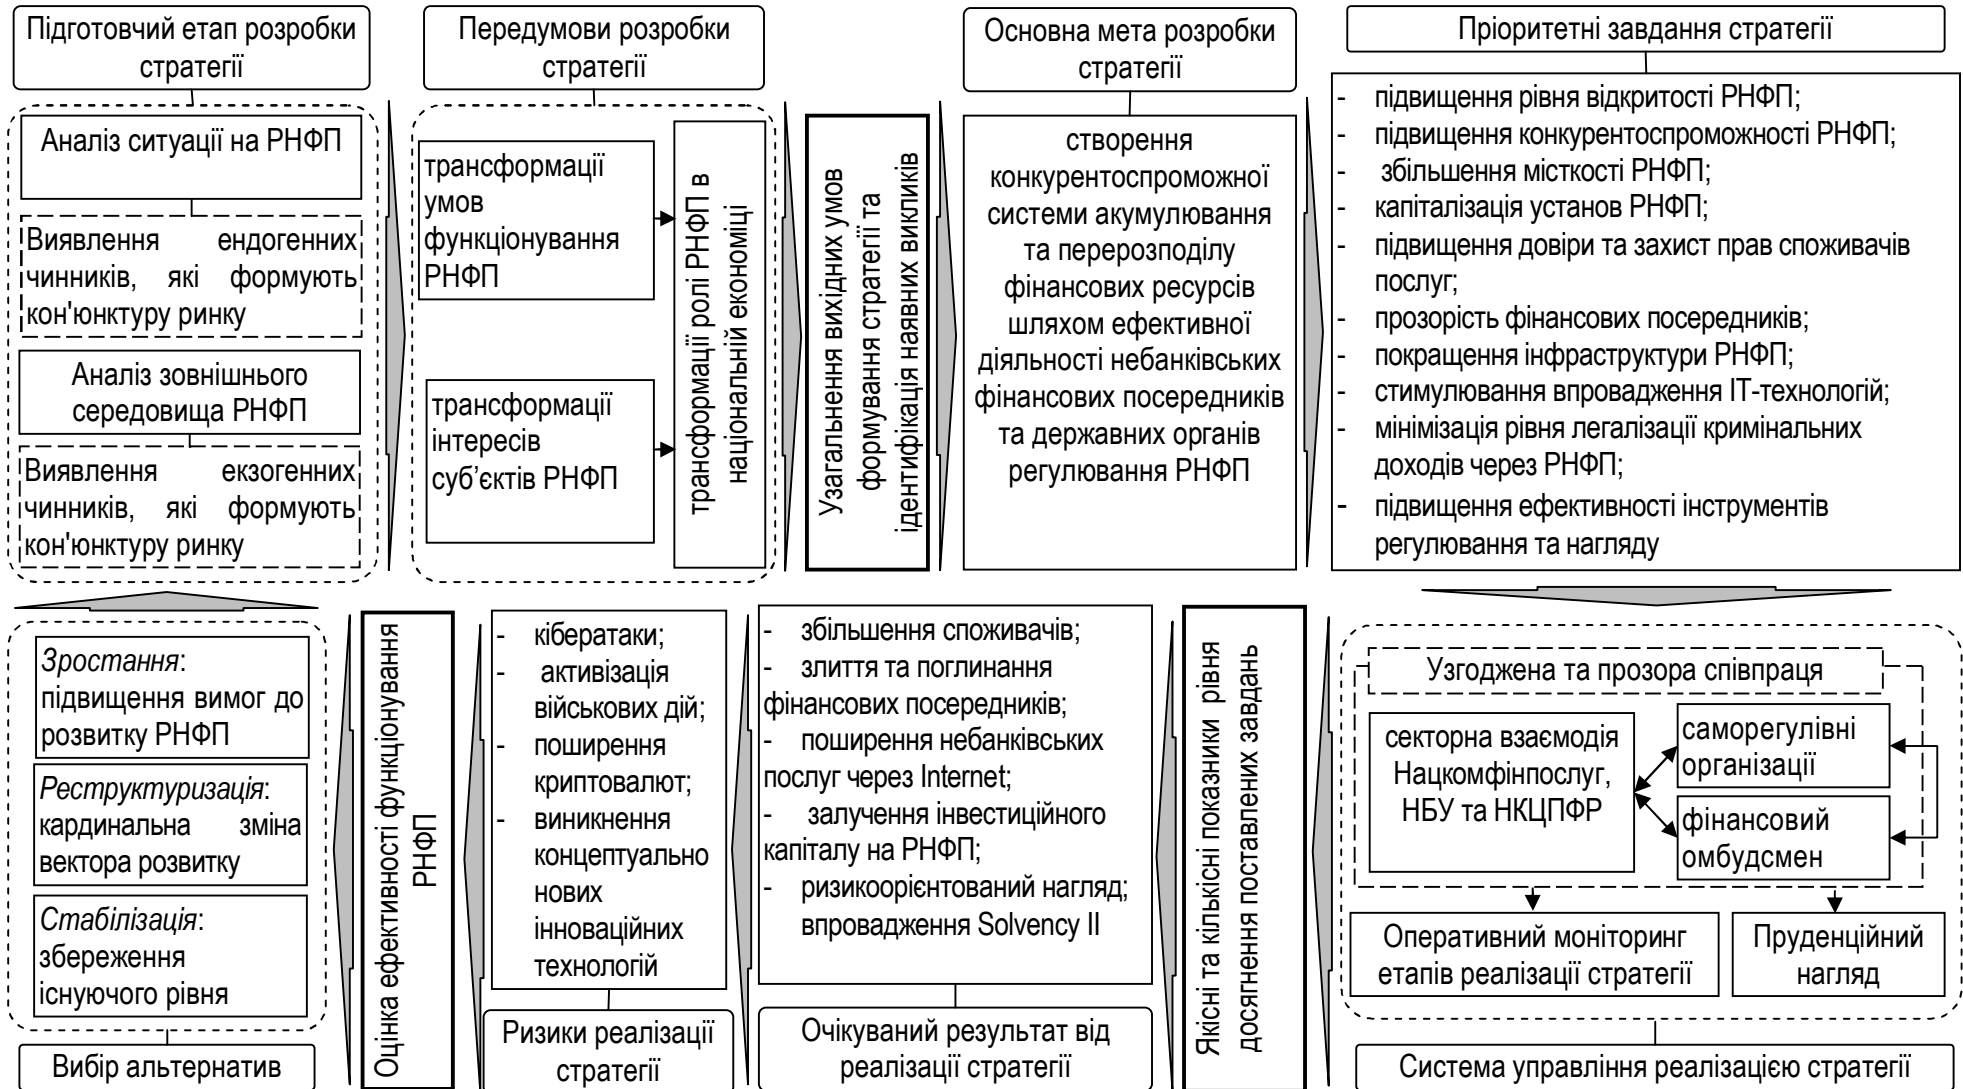 Підготовчий етап розробки
стратегії
Аналіз ситуації на РНФП
Виявлення ендогенних
чинників, які формують
кон'юнктуру ринку
Аналіз зовнішнього
середовища РНФП
Виявлення екзогенних
чинників, які формують
кон'юнктуру ринку
Передумови розробки
стратегії
трансформації
умов
функціонування
РНФП
трансформації
інтересів
суб’єктів РНФП
трансформації ролі РНФП в
національній економіці
Узагальнення вихідних умов
формування стратегії та
ідентифікація наявних викликів
Основна мета розробки
стратегії
створення
конкурентоспроможної
системи акумулювання
та перерозподілу
фінансових ресурсів
шляхом ефективної
діяльності небанківських
фінансових посередників
та державних органів
регулювання РНФП
Пріоритетні завдання стратегії
- підвищення рівня відкритості РНФП;
- підвищення конкурентоспроможності РНФП;
- збільшення місткості РНФП;
- капіталізація установ РНФП;
- підвищення довіри та захист прав споживачів
послуг;
- прозорість фінансових посередників;
- покращення інфраструктури РНФП;
- стимулювання впровадження ІТ-технологій;
- мінімізація рівня легалізації кримінальних
доходів через РНФП;
- підвищення ефективності інструментів
регулювання та нагляду
Узгоджена та прозора співпраця
секторна взаємодія
Нацкомфінпослуг,
НБУ та НКЦПФР
саморегулівні
організації
фінансовий
омбудсмен
Оперативний моніторинг
етапів реалізації стратегії
Пруденційний
нагляд
Система управління реалізацією стратегії
Якісні та кількісні показники рівня
досягнення поставлених завдань
- збільшення споживачів;
- злиття та поглинання
фінансових посередників;
- поширення небанківських
послуг через Internet;
- залучення інвестиційного
капіталу на РНФП;
- ризикоорієнтований нагляд;
впровадження Solvency II
Очікуваний результат від
реалізації стратегії
- кібератаки;
- активізація
військових дій;
- поширення
криптовалют;
- виникнення
концептуально
нових
інноваційних
технологій
Ризики реалізації
стратегії
Оцінка ефективності функціонування
РНФП
Зростання:
підвищення вимог до
розвитку РНФП
Реструктуризація:
кардинальна зміна
вектора розвитку
Стабілізація:
збереження
існуючого рівня
Вибір альтернатив